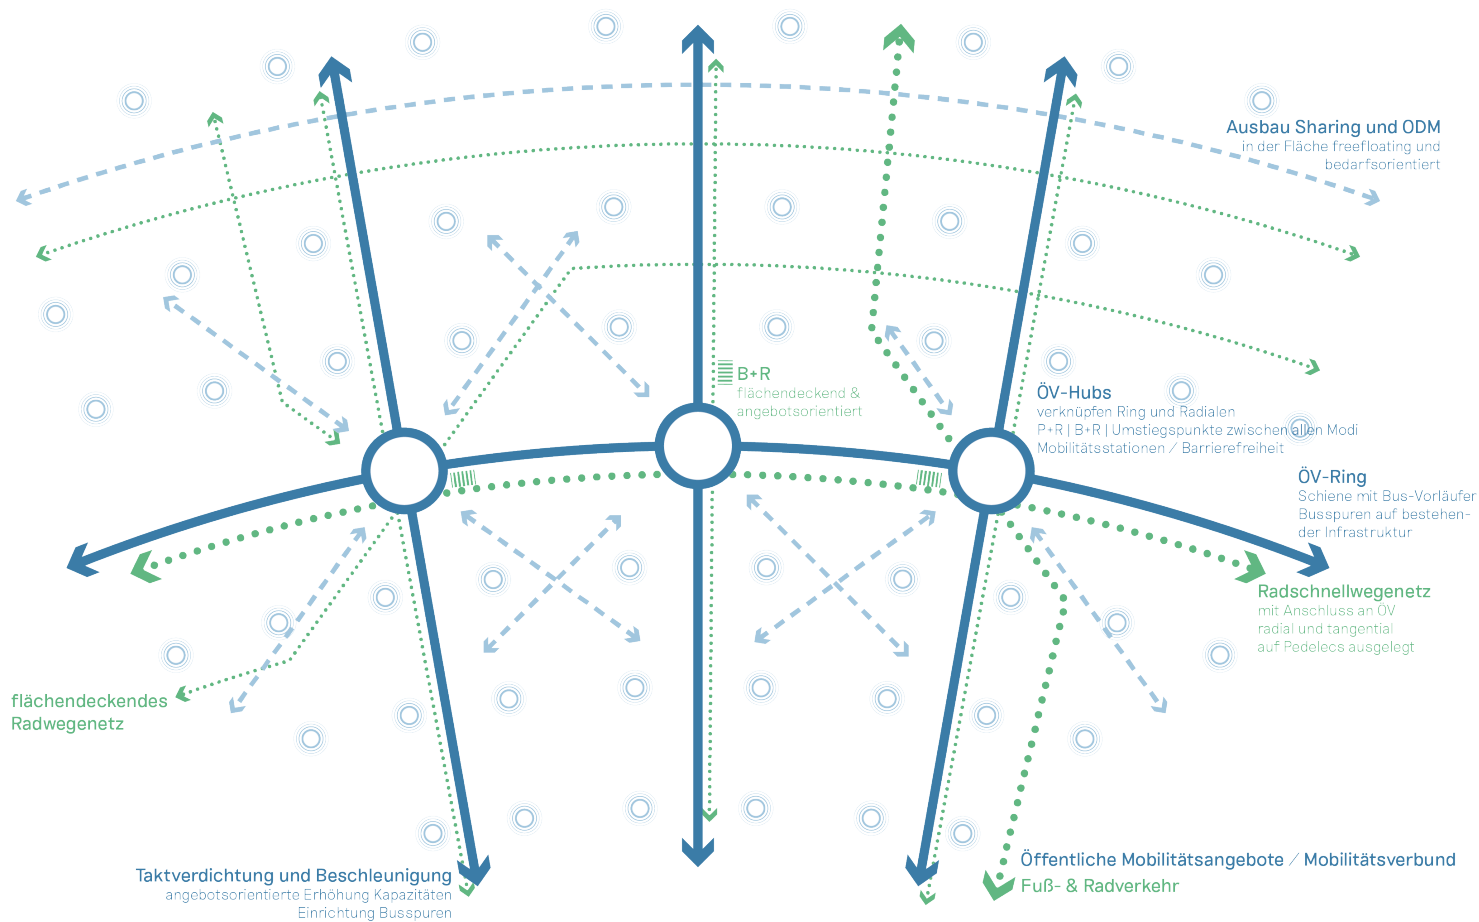 Ausbau Sharing und ODM
in der Fläche freefloating und
bedarfsorientiert
B+R
flächendeckend &
angebotsorientiert
ÖV-Hubs
verknüpfen Ring und Radialen
P+R | B+R | Umstiegspunkte zwischen allen Modi
Mobilitätsstationen / Barrierefreiheit
ÖV-Ring
Schiene mit Bus-Vorläufer
Busspuren auf bestehen-
der Infrastruktur
Radschnellwegenetz
mit Anschluss an ÖV
radial und tangential
auf Pedelecs ausgelegt
flächendeckendes
Radwegenetz
Taktverdichtung und Beschleunigung
angebotsorientierte Erhöhung Kapazitäten
Einrichtung Busspuren
Öffentliche Mobilitätsangebote / Mobilitätsverbund
Fuß- & Radverkehr